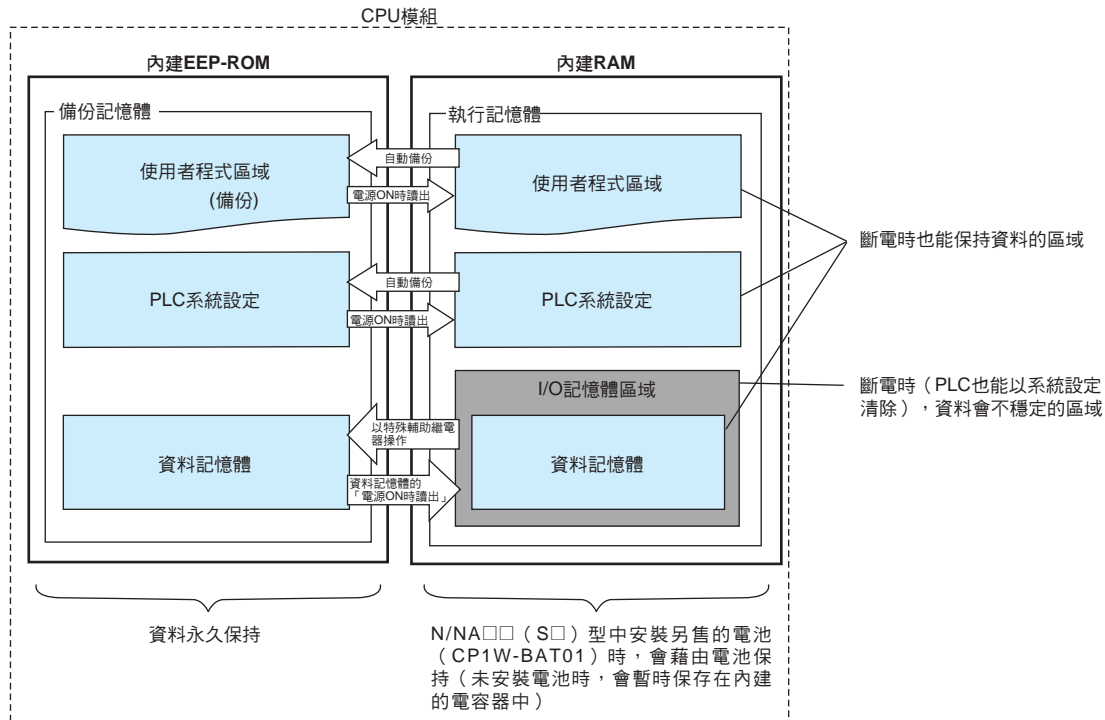 CPU模組
內建EEP-ROM
內建RAM
備份記憶體
執行記憶體
使用者程式區域
(備份)
自動備份
電源ON時讀出
使用者程式區域
斷電時也能保持資料的區域
PLC系統設定
自動備份
電源ON時讀出
PLC系統設定
I/O記憶體區域
斷電時（PLC也能以系統設定
清除），資料會不穩定的區域
資料記憶體
以特殊輔助繼電
器操作
資料記憶體的
「電源ON時讀出」
資料記憶體
資料永久保持
N/NA□□（S□）型中安裝另售的電池
（CP1W-BAT01）時，會藉由電池保
持（未安裝電池時，會暫時保存在內建
的電容器中）